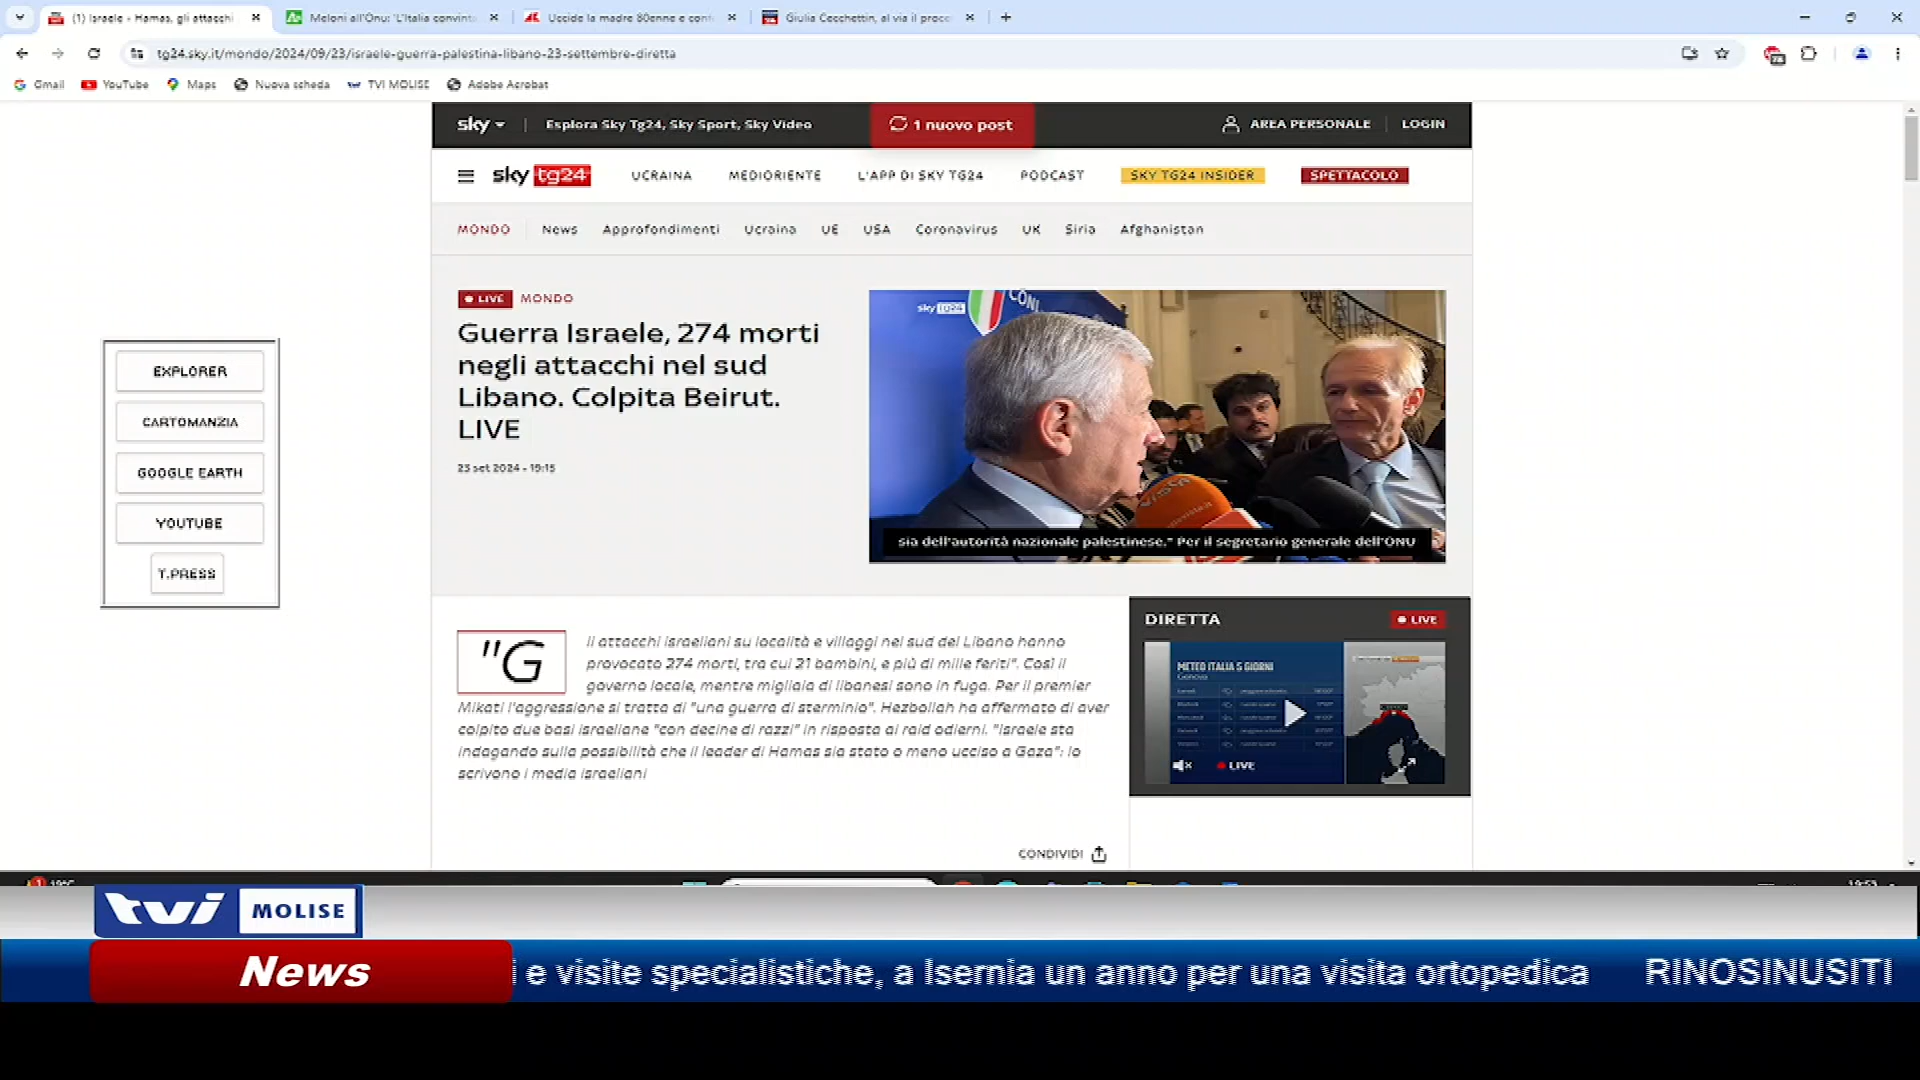 (1) Israele - Hamas, gli attacchi
Meloni all'Onu: "L'Italia convint
Uccide la madre 80enne e conf
Giulia Cecchettin, al via il proce
tg24.sky.it/mondo/2024/09/23/israele-guerra-palestina-libano-23-settembre-diretta
Gmail YouTube Maps Nuova scheda TVI MOLISE Adobe Acrobat
sky Esplora Sky Tg24, Sky Sport, Sky Video 1 nuovo post AREA PERSONALE LOGIN
sky tg24 UCRAINA MEDIORIENTE L'APP DI SKY TG24 PODCAST SKY TG24 INSIDER SPETTACOLO
MONDO News Approfondimenti Ucraina UE USA Coronavirus UK Siria Afghanistan
LIVE MONDO
Guerra Israele, 274 morti
negli attacchi nel sud
Libano. Colpita Beirut.
LIVE
23 set 2024 - 19:15
sky tg24
CONI
sia dell'autorità nazionale palestinese." Per il segretario generale dell'ONU
EXPLORER
CARTOMANZIA
GOOGLE EARTH
YOUTUBE
T.PRESS
"G
li attacchi israeliani su località e villaggi nel sud del Libano hanno
provocato 274 morti, tra cui 21 bambini, e più di mille feriti". Così il
governo locale, mentre migliaia di libanesi sono in fuga. Per il premier
Mikati l'aggressione si tratta di "una guerra di sterminio". Hezbollah ha affermato di aver
colpito due basi israeliane "con decine di razzi" in risposta ai raid odierni. "Israele sta
indagando sulla possibilità che il leader di Hamas sia stato o meno ucciso a Gaza": lo
scrivono i media israeliani
DIRETTA LIVE
METEO ITALIA 5 GIORNI
Genova
LIVE
CONDIVIDI
19°C
19:53
tvi MOLISE
News
i e visite specialistiche, a Isernia un anno per una visita ortopedica RINOSINUSITI